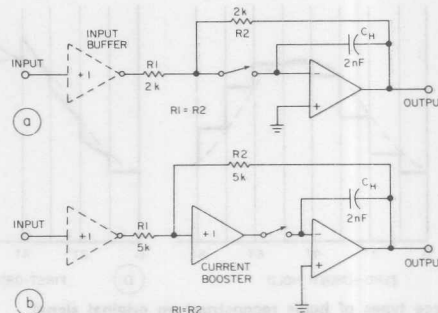 INPUT
BUFFER
2k
R2
CH
INPUT
+1
R1
2k
R1=R2
2nF
−
+
OUTPUT
a
R2
5k
CH
INPUT
+1
R1
5k
+1
CURRENT
BOOSTER
2nF
−
+
OUTPUT
b
R1=R2